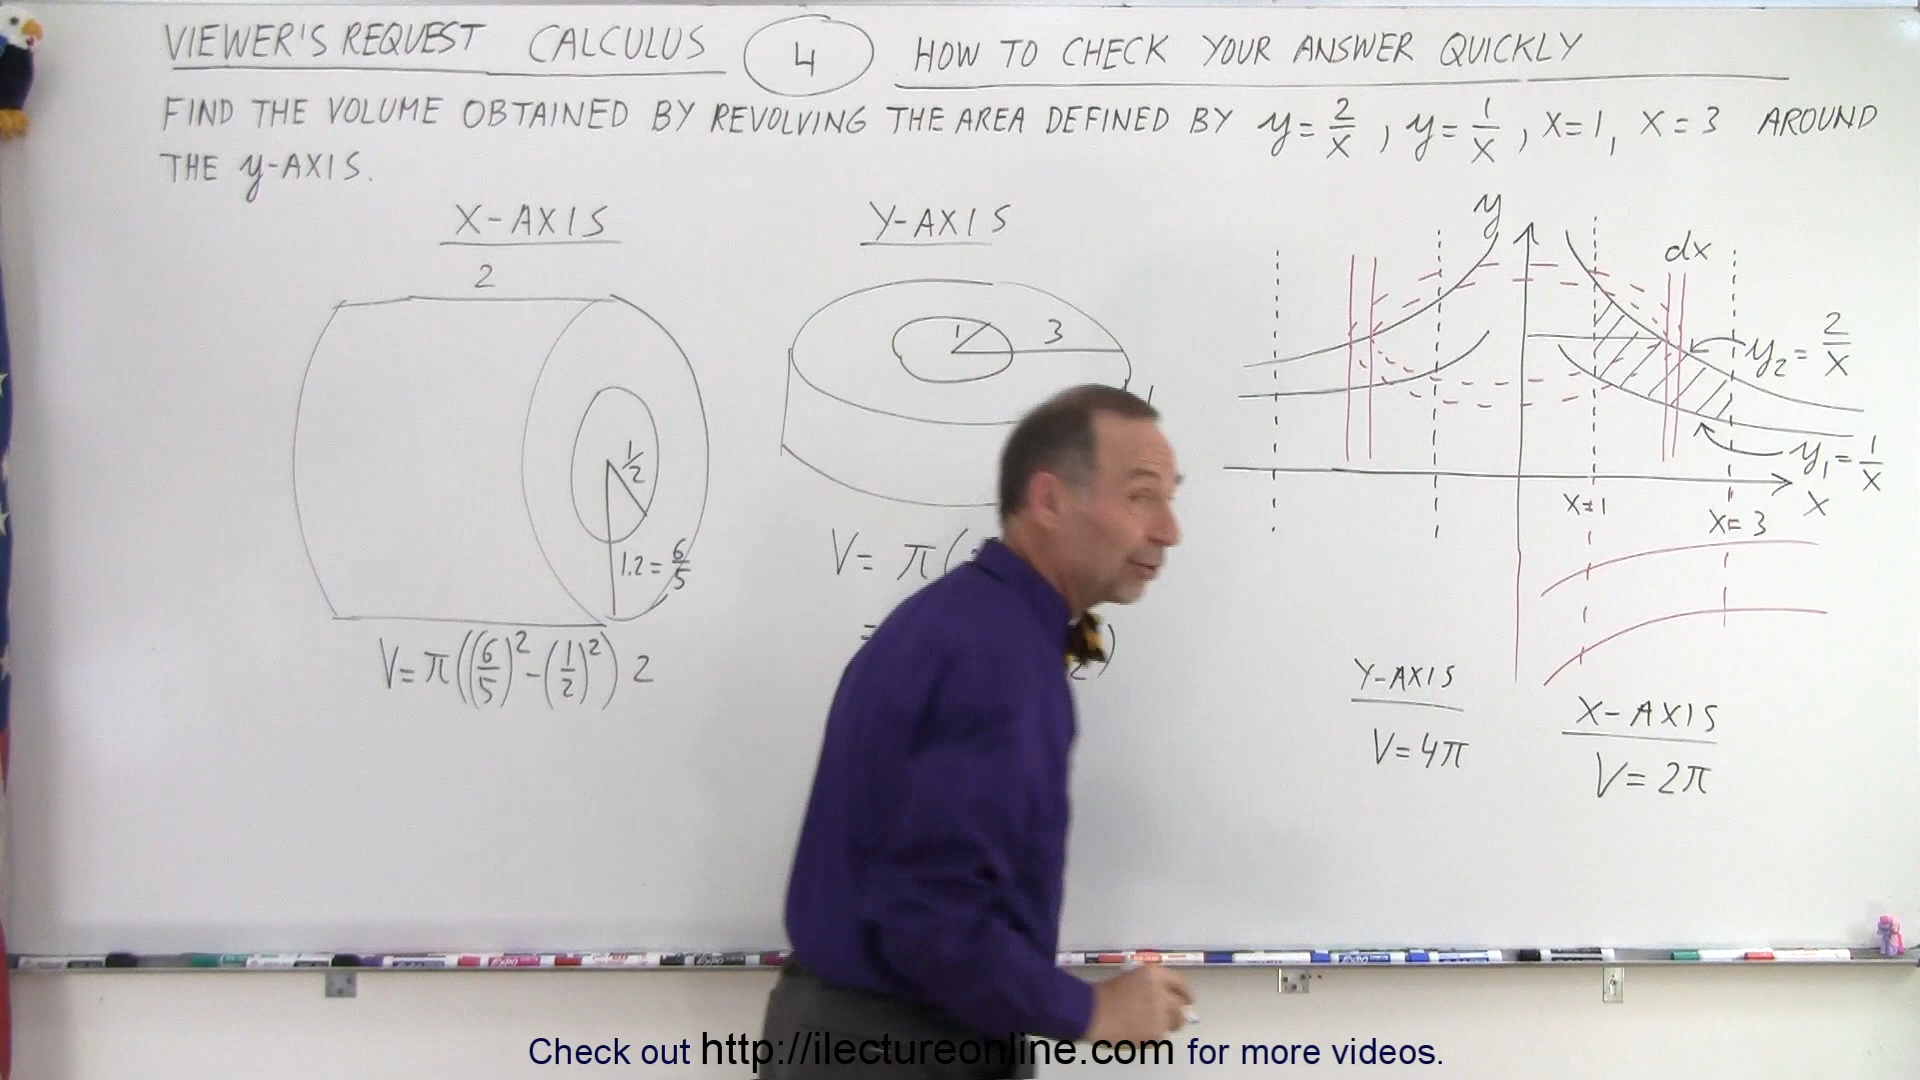 VIEWER'S REQUEST CALCULUS 4 HOW TO CHECK YOUR ANSWER QUICKLY
FIND THE VOLUME OBTAINED BY REVOLVING THE AREA DEFINED BY y = 2/x , y = 1/x , X=1, X=3 AROUND
THE y-AXIS.
X-AXIS
2
1/2
1.2 = 6/5
V = π((6/5)² - (1/2)²) 2
Y-AXIS
1
3
V = π(
=
2)
y
dx
y₂ = 2/x
y₁ = 1/x
X
X=1
X=3
Y-AXIS
V = 4π
X-AXIS
V = 2π
Check out http://ilectureonline.com for more videos.